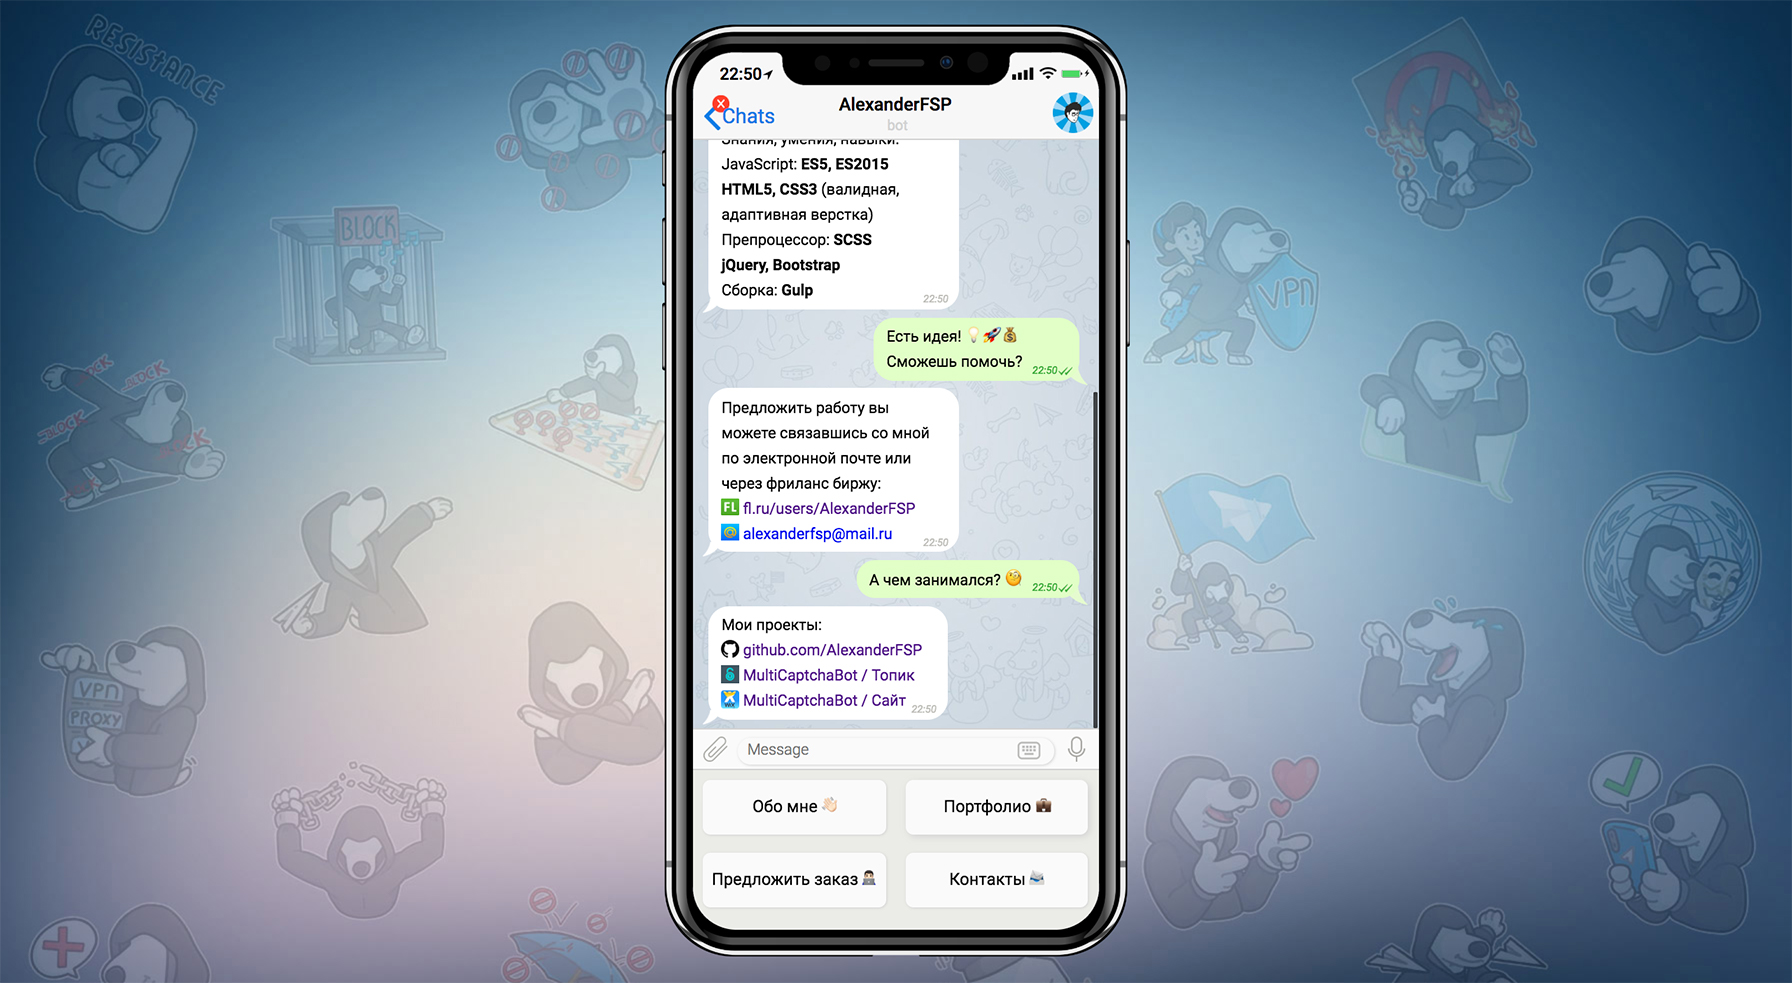 RESISTANCE
BLOCK
BLOCK
BLOCK
BLOCK
VPN
VPN
PROXY
22:50
Chats
AlexanderFSP
bot
Знания, умения, навыки:
JavaScript: ES5, ES2015
HTML5, CSS3 (валидная,
адаптивная верстка)
Препроцессор: SCSS
jQuery, Bootstrap
Сборка: Gulp
22:50
Есть идея! 💡🚀💰
Сможешь помочь?
22:50
Предложить работу вы
можете связавшись со мной
по электронной почте или
через фриланс биржу:
FL fl.ru/users/AlexanderFSP
@ alexanderfsp@mail.ru
22:50
А чем занимался? 🧐
22:50
Мои проекты:
github.com/AlexanderFSP
MultiCaptchaBot / Топик
MultiCaptchaBot / Сайт
22:50
Message
Обо мне 👋🏻
Портфолио 💼
Предложить заказ 👨🏻‍💻
Контакты 📨